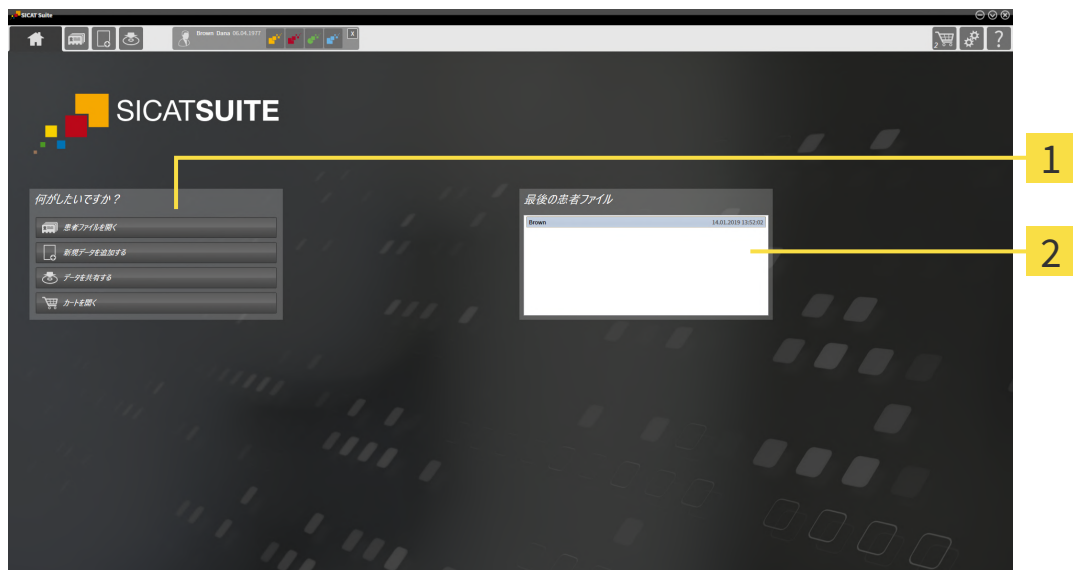 SICAT Suite
Brown Dana 05.04.1977
X
2
?
SICATSUITE
何がしたいですか？
患者ファイルを開く
新規データを追加する
データを共有する
カートを開く
最後の患者ファイル
Brown 14.01.2019 13:52:02
1
2